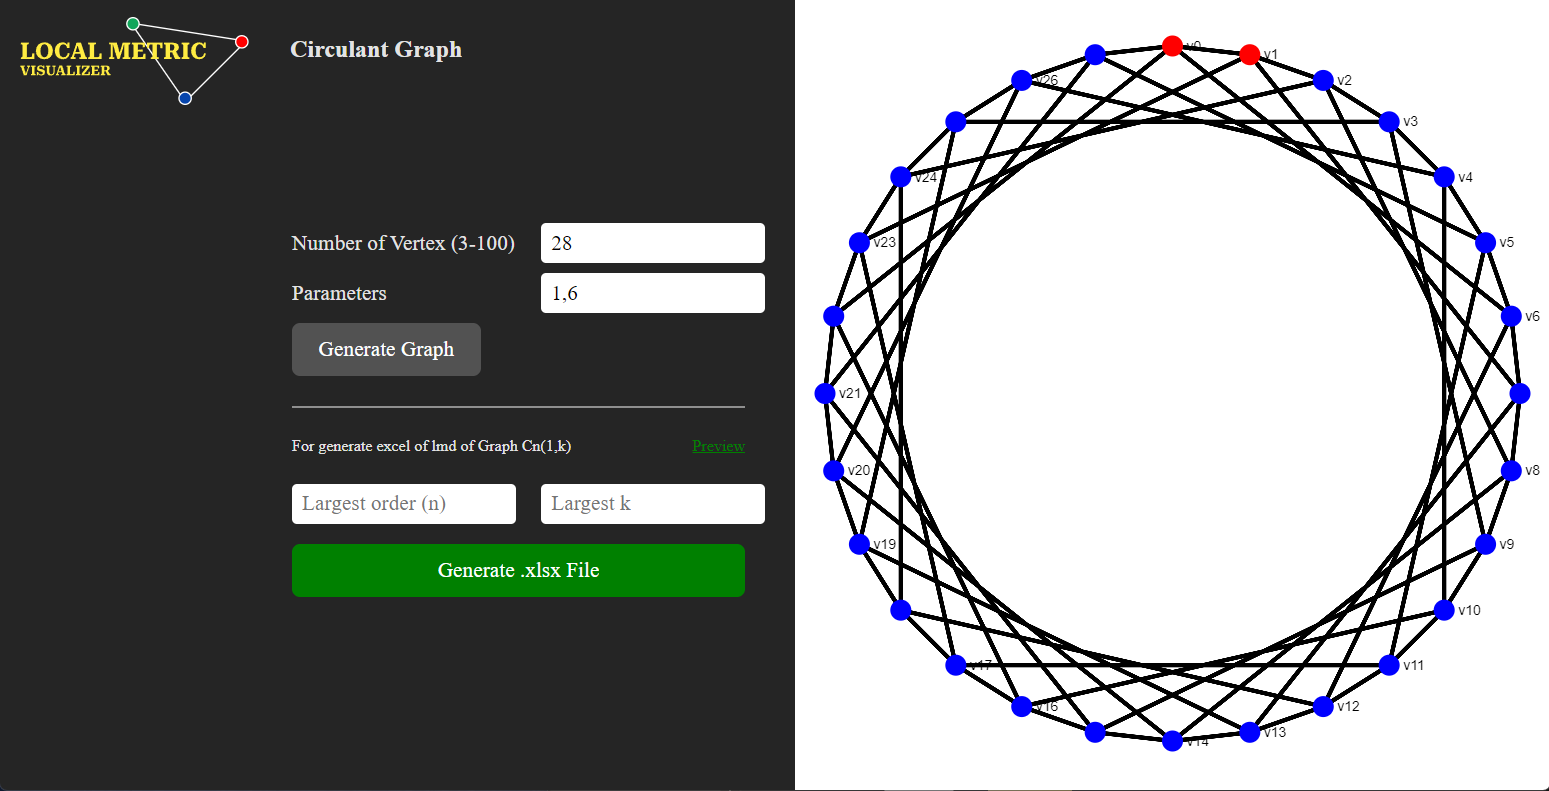 LOCAL METRIC
VISUALIZER
Circulant Graph
Number of Vertex (3-100)
28
Parameters
1,6
Generate Graph
For generate excel of lmd of Graph Cn(1,k)
Preview
Largest order (n)
Largest k
Generate .xlsx File
v0
v1
v2
v3
v4
v5
v6
v8
v9
v10
v11
v12
v13
v14
v16
v17
v19
v20
v21
v23
v24
v26